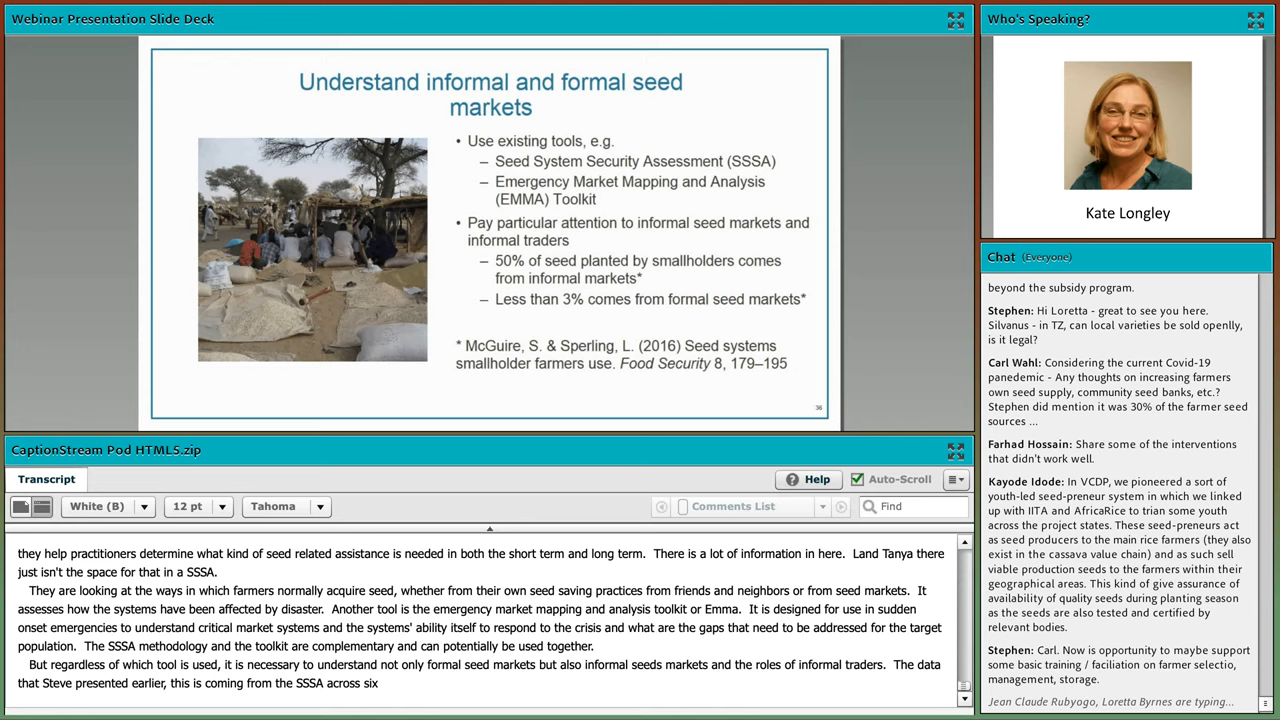 Webinar Presentation Slide Deck
Understand informal and formal seed
markets
• Use existing tools, e.g.
– Seed System Security Assessment (SSSA)
– Emergency Market Mapping and Analysis
(EMMA) Toolkit
• Pay particular attention to informal seed markets and
informal traders
– 50% of seed planted by smallholders comes
from informal markets*
– Less than 3% comes from formal seed markets*
* McGuire, S. & Sperling, L. (2016) Seed systems
smallholder farmers use. Food Security 8, 179–195
36
Who's Speaking?
Kate Longley
Chat (Everyone)
beyond the subsidy program.
Stephen: Hi Loretta - great to see you here.
Silvanus - in TZ, can local varieties be sold openlly,
is it legal?
Carl Wahl: Considering the current Covid-19
panedemic - Any thoughts on increasing farmers
own seed supply, community seed banks, etc.?
Stephen did mention it was 30% of the farmer seed
sources ...
Farhad Hossain: Share some of the interventions
that didn't work well.
Kayode Idode: In VCDP, we pioneered a sort of
youth-led seed-preneur system in which we linked
up with IITA and AfricaRice to trian some youth
across the project states. These seed-preneurs act
as seed producers to the main rice farmers (they also
exist in the cassava value chain) and as such sell
viable production seeds to the farmers within their
geographical areas. This kind of give assurance of
availability of quality seeds during planting season
as the seeds are also tested and certified by
relevant bodies.
Stephen: Carl. Now is opportunity to maybe support
some basic training / faciliation on farmer selectio,
management, storage.
Jean Claude Rubyogo, Loretta Byrnes are typing...
CaptionStream Pod HTML5.zip
Transcript
Help
Auto-Scroll
White (B)
12 pt
Tahoma
Comments List
Find
they help practitioners determine what kind of seed related assistance is needed in both the short term and long term. There is a lot of information in here. Land Tanya there
just isn't the space for that in a SSSA.
They are looking at the ways in which farmers normally acquire seed, whether from their own seed saving practices from friends and neighbors or from seed markets. It
assesses how the systems have been affected by disaster. Another tool is the emergency market mapping and analysis toolkit or Emma. It is designed for use in sudden
onset emergencies to understand critical market systems and the systems' ability itself to respond to the crisis and what are the gaps that need to be addressed for the target
population. The SSSA methodology and the toolkit are complementary and can potentially be used together.
But regardless of which tool is used, it is necessary to understand not only formal seed markets but also informal seeds markets and the roles of informal traders. The data
that Steve presented earlier, this is coming from the SSSA across six